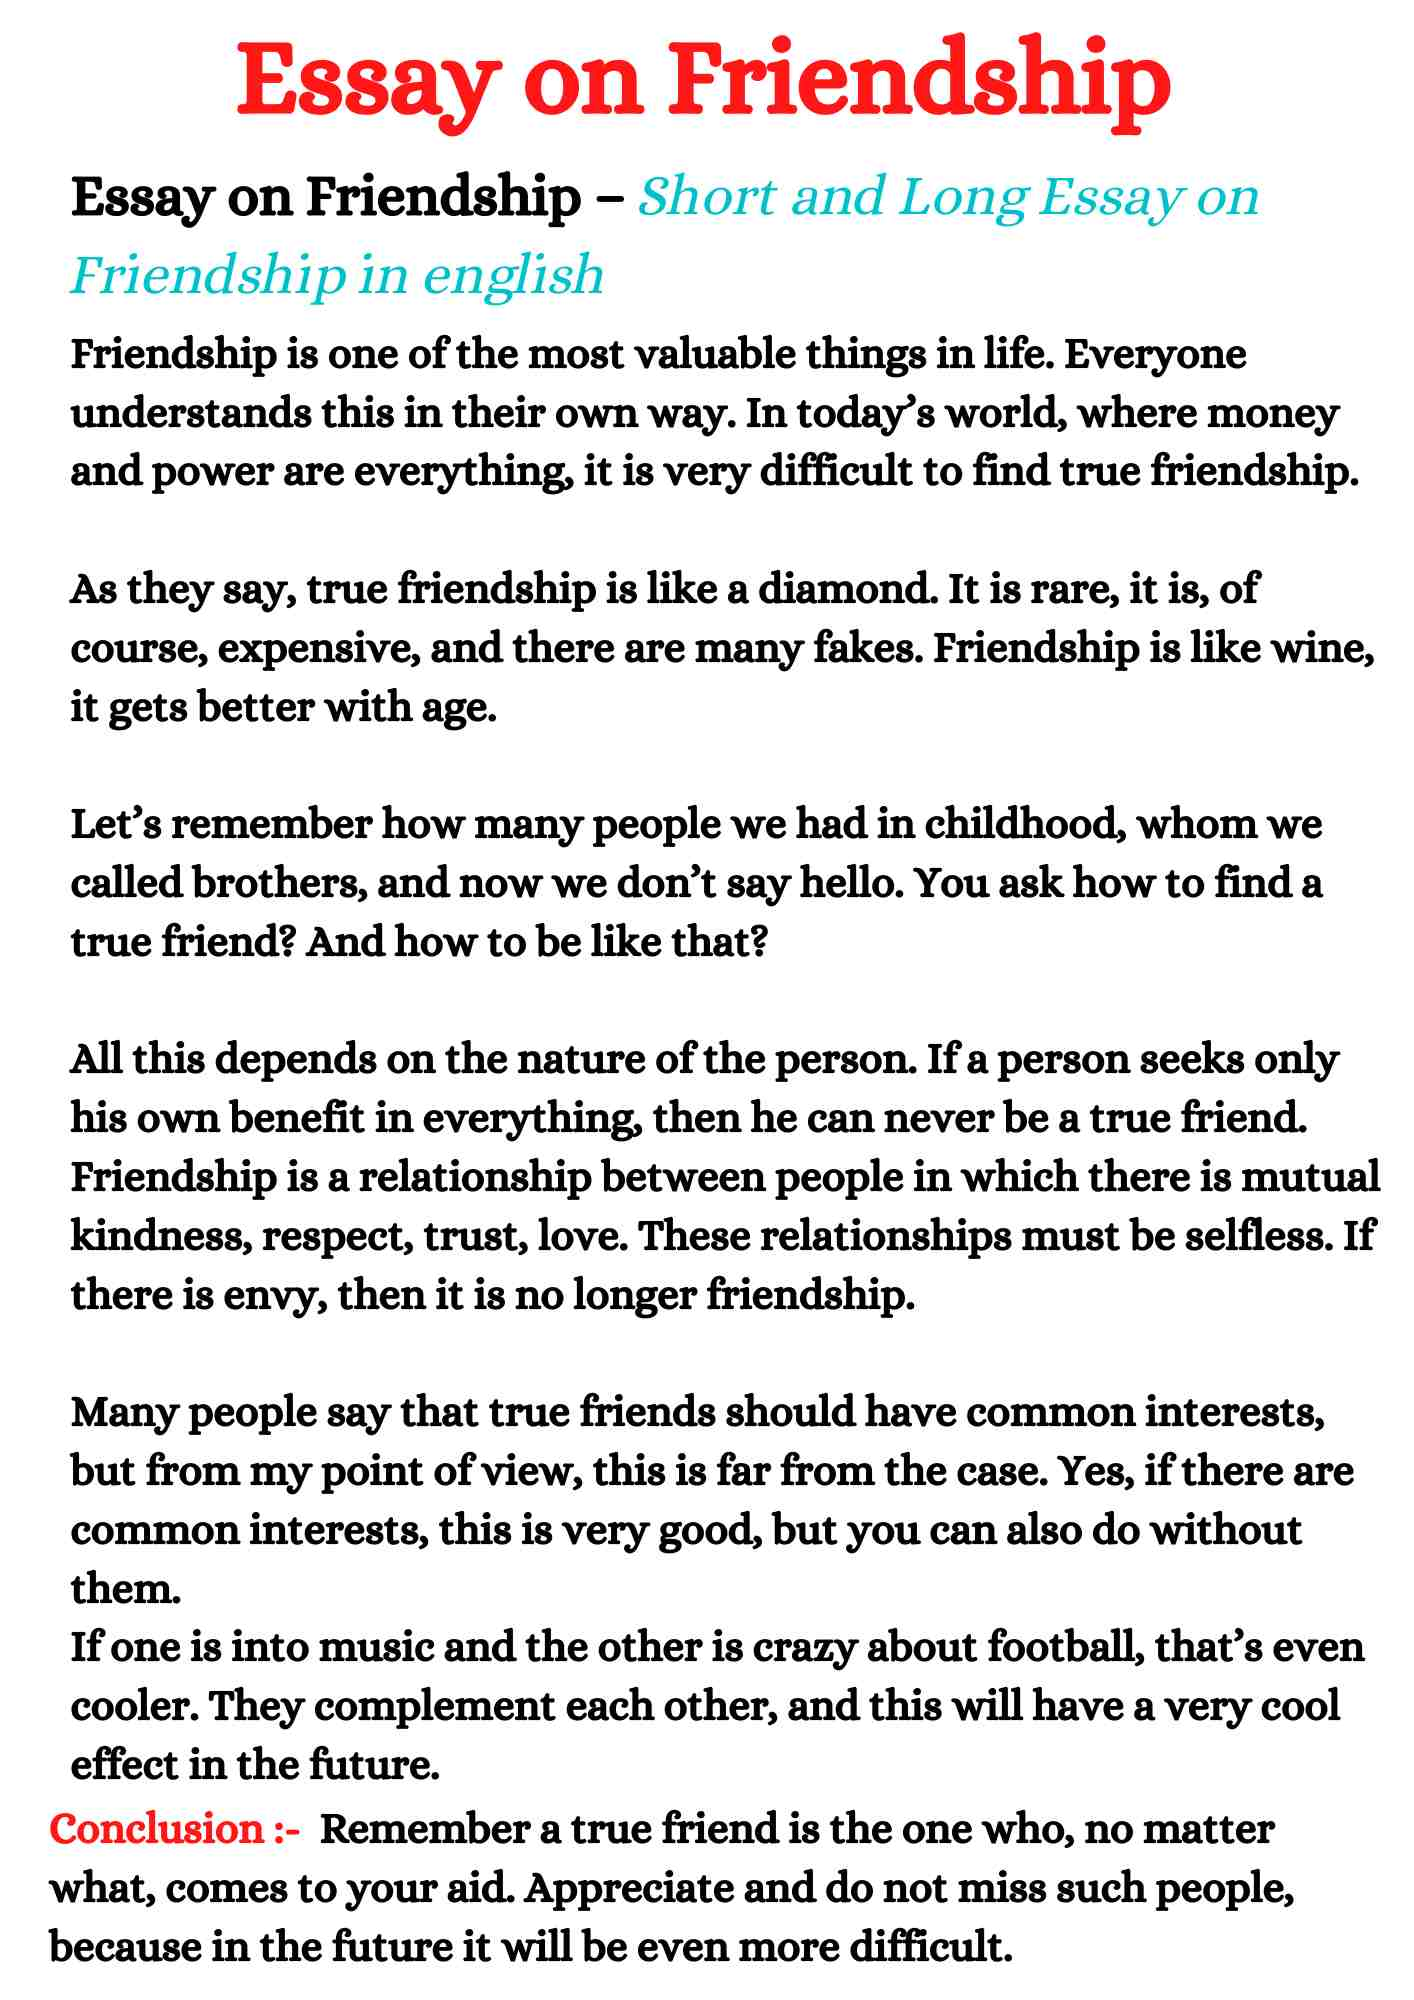 Essay on Friendship
Essay on Friendship – Short and Long Essay on
Friendship in english
Friendship is one of the most valuable things in life. Everyone
understands this in their own way. In today’s world, where money
and power are everything, it is very difficult to find true friendship.
As they say, true friendship is like a diamond. It is rare, it is, of
course, expensive, and there are many fakes. Friendship is like wine,
it gets better with age.
Let’s remember how many people we had in childhood, whom we
called brothers, and now we don’t say hello. You ask how to find a
true friend? And how to be like that?
All this depends on the nature of the person. If a person seeks only
his own benefit in everything, then he can never be a true friend.
Friendship is a relationship between people in which there is mutual
kindness, respect, trust, love. These relationships must be selfless. If
there is envy, then it is no longer friendship.
Many people say that true friends should have common interests,
but from my point of view, this is far from the case. Yes, if there are
common interests, this is very good, but you can also do without
them.
If one is into music and the other is crazy about football, that’s even
cooler. They complement each other, and this will have a very cool
effect in the future.
Conclusion :- Remember a true friend is the one who, no matter
what, comes to your aid. Appreciate and do not miss such people,
because in the future it will be even more difficult.